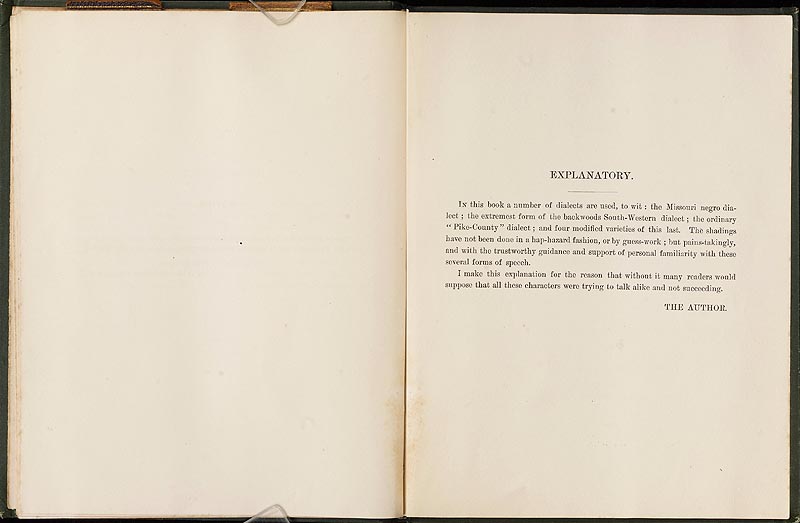 EXPLANATORY.
In this book a number of dialects are used, to wit : the Missouri negro dia-
lect ; the extremest form of the backwoods South-Western dialect ; the ordinary
“ Pike-County ” dialect ; and four modified varieties of this last. The shadings
have not been done in a hap-hazard fashion, or by guess-work ; but pains-takingly,
and with the trustworthy guidance and support of personal familiarity with these
several forms of speech.
I make this explanation for the reason that without it many readers would
suppose that all these characters were trying to talk alike and not succeeding.
THE AUTHOR.